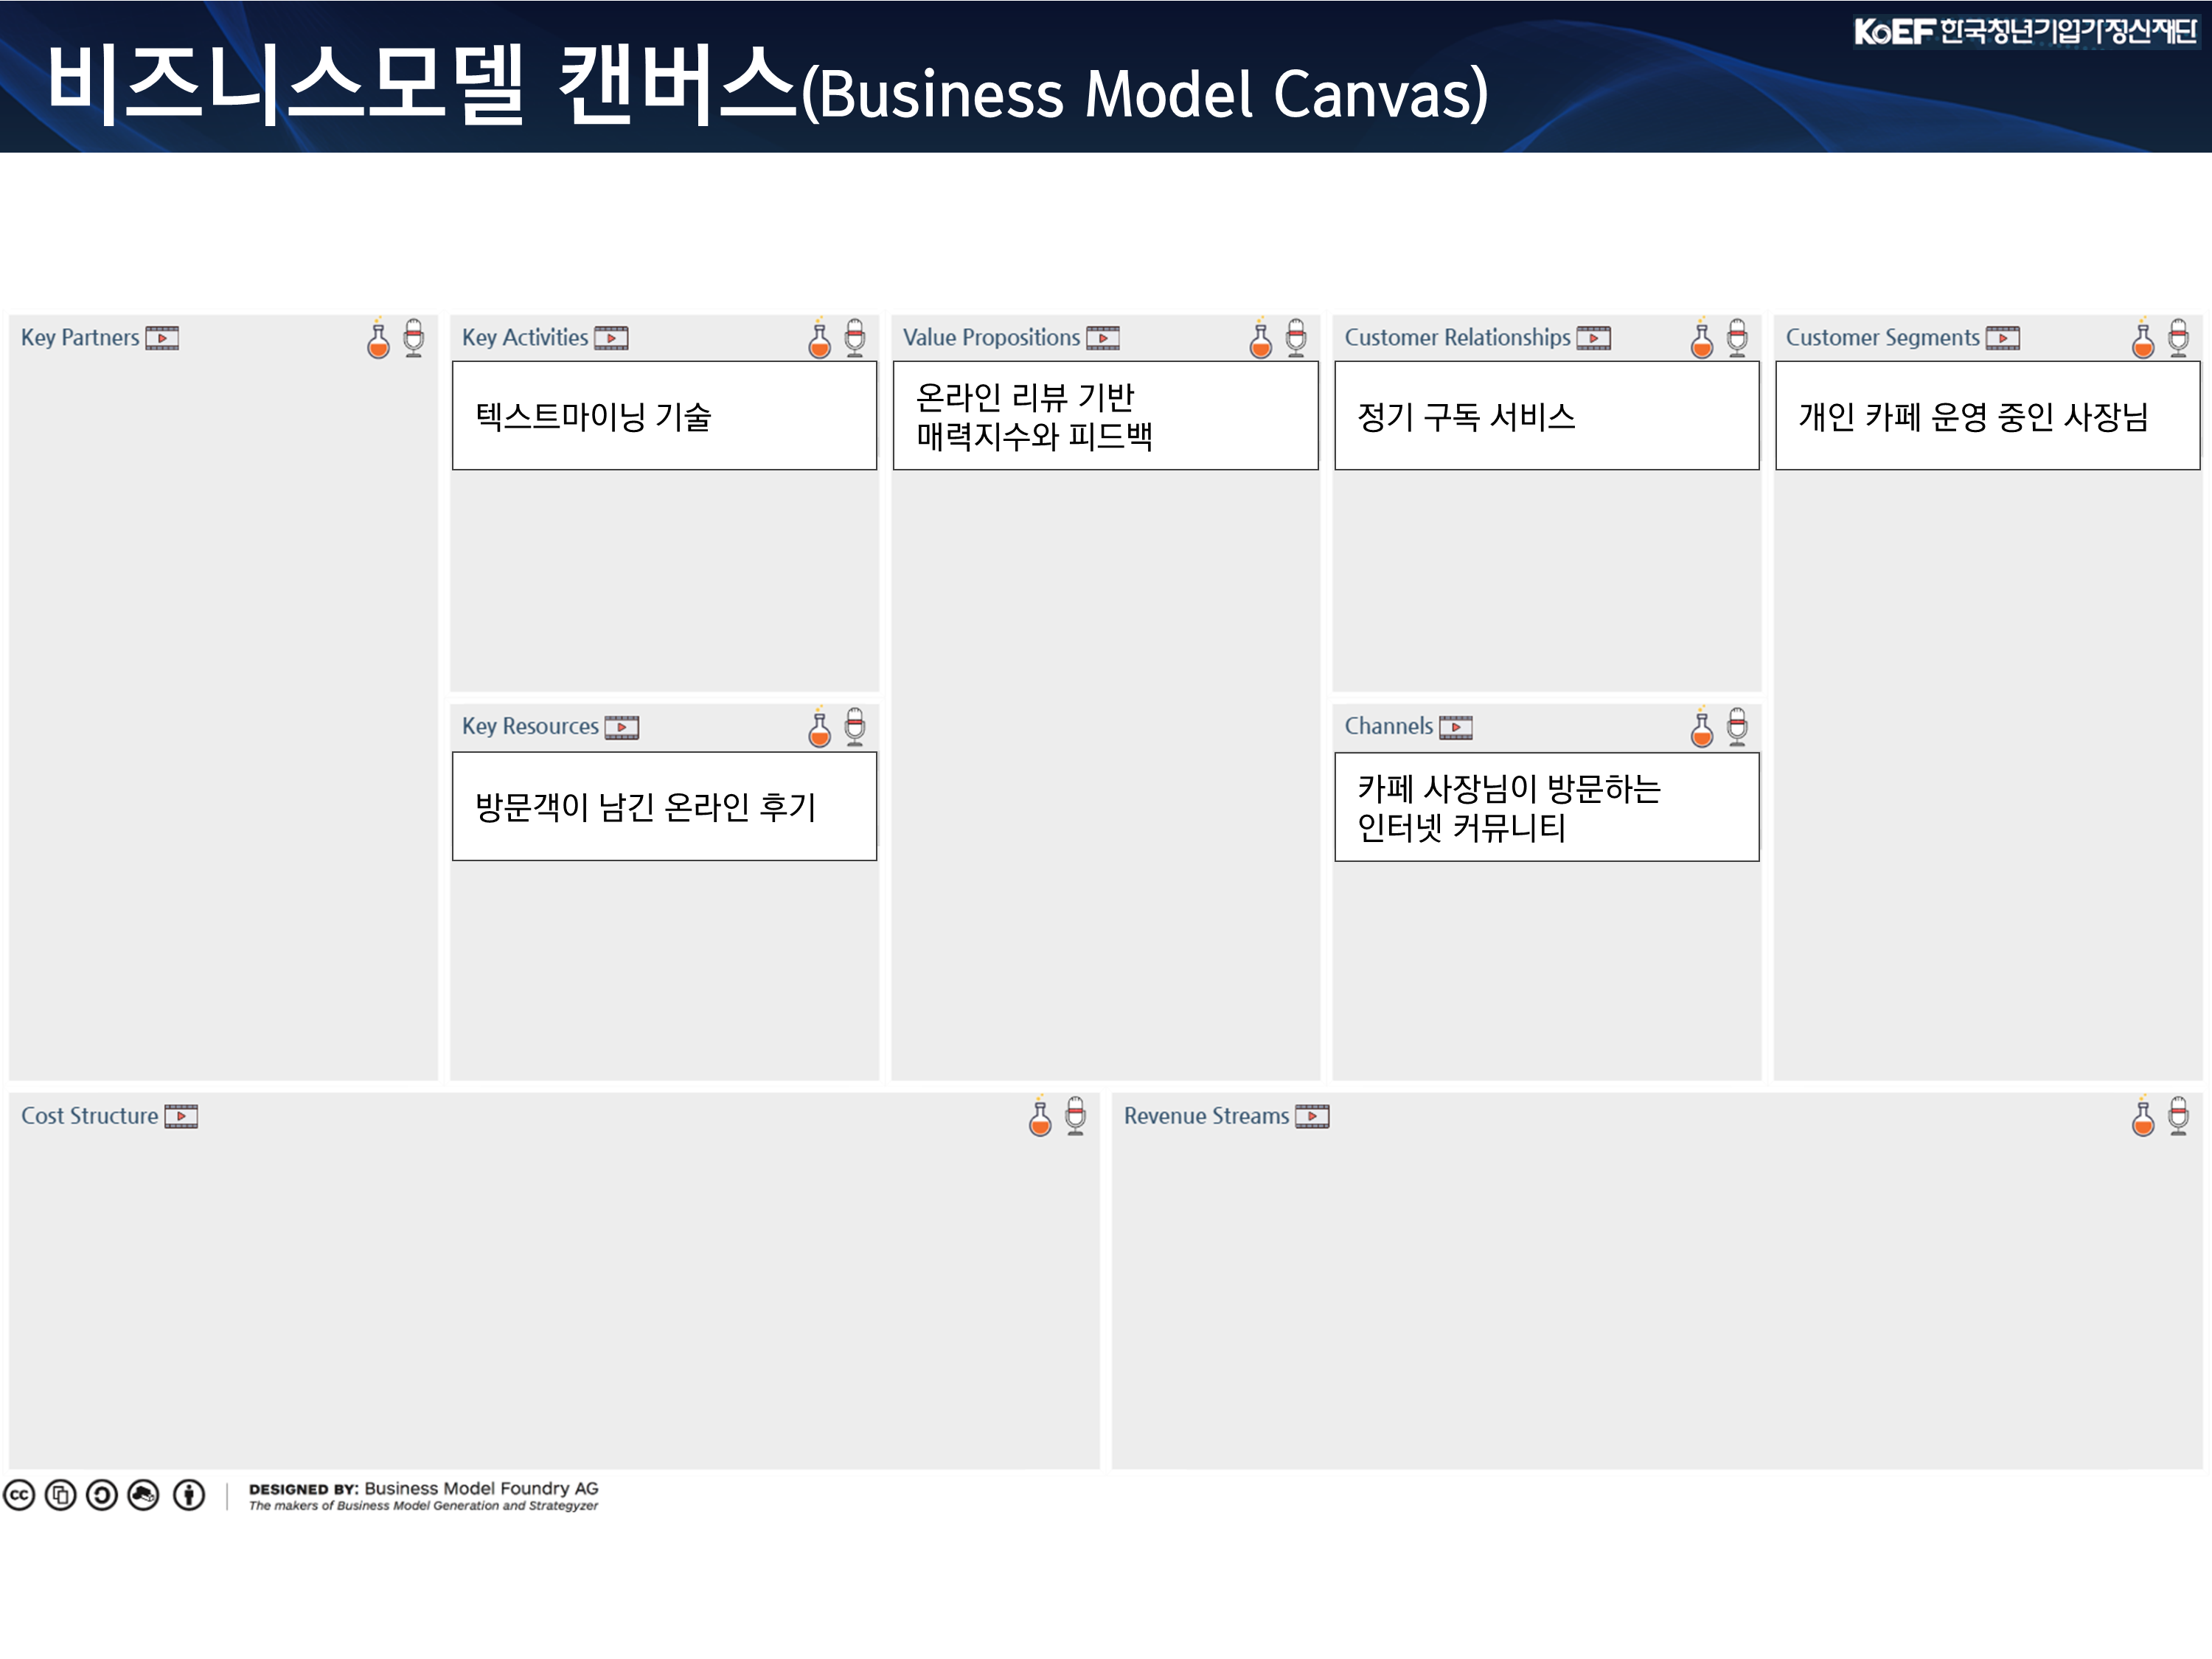 KoEF 한국청년기업가정신재단
비즈니스모델 캔버스(Business Model Canvas)
Key Partners
Key Activities
텍스트마이닝 기술
Key Resources
방문객이 남긴 온라인 후기
Value Propositions
온라인 리뷰 기반
매력지수와 피드백
Customer Relationships
정기 구독 서비스
Channels
카페 사장님이 방문하는
인터넷 커뮤니티
Customer Segments
개인 카페 운영 중인 사장님
Cost Structure
Revenue Streams
cc
DESIGNED BY: Business Model Foundry AG
The makers of Business Model Generation and Strategyzer